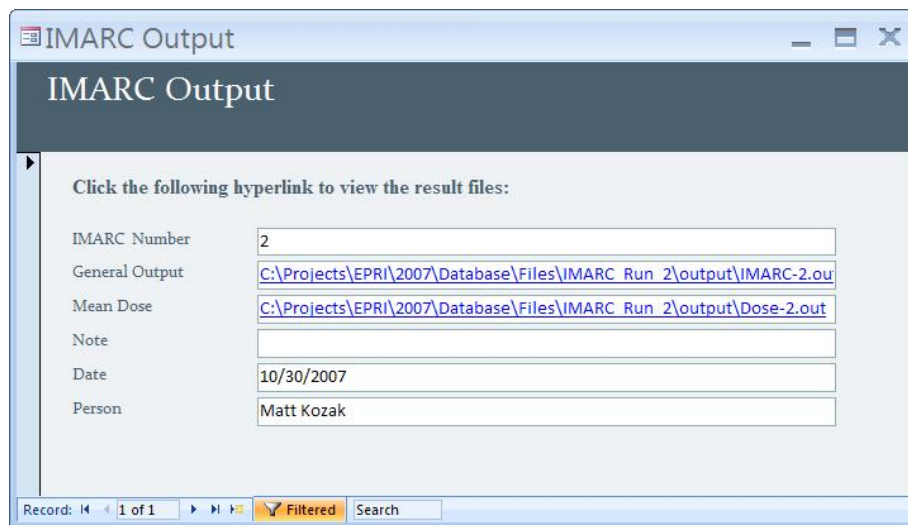 IMARC Output
IMARC Output
Click the following hyperlink to view the result files:
IMARC Number 2
General Output C:\Projects\EPRI\2007\Database\Files\IMARC_Run_2\output\IMARC-2.ou
Mean Dose C:\Projects\EPRI\2007\Database\Files\IMARC_Run_2\output\Dose-2.out
Note
Date 10/30/2007
Person Matt Kozak
Record: 1 of 1 Filtered Search